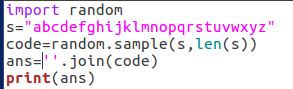 import random
s="abcdefghijklmnopqrstuvwxyz"
code=random.sample(s,len(s))
ans=''.join(code)
print(ans)